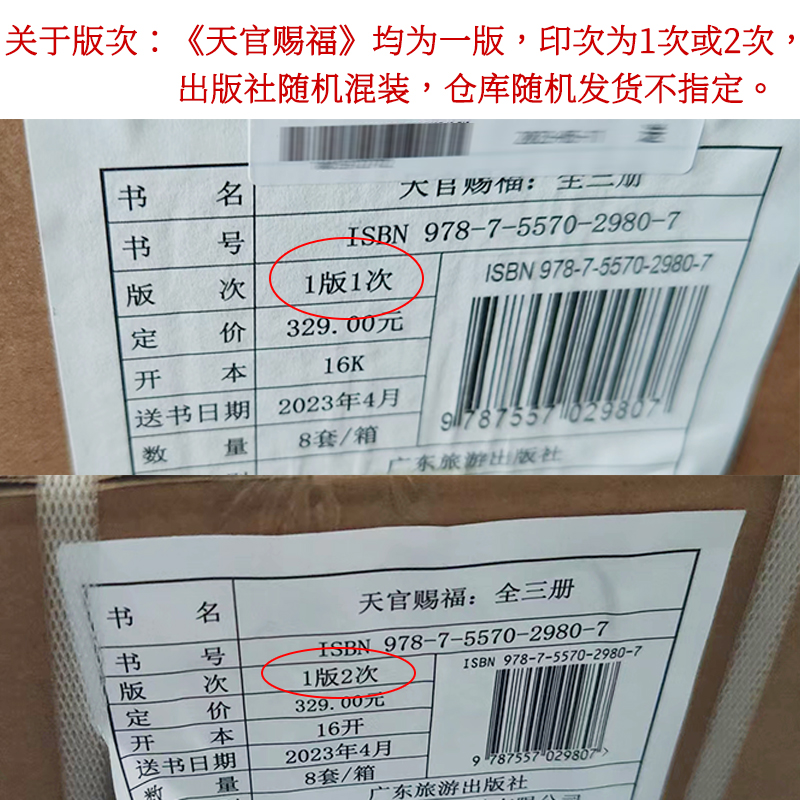 关于版次：《天官赐福》均为一版，印次为1次或2次，
出版社随机混装，仓库随机发货不指定。
书 名 天官赐福：全三册
书 号 ISBN 978-7-5570-2980-7
版 次 1版1次
ISBN 978-7-5570-2980-7
定 价 329.00元
开 本 16K
送书日期 2023年4月
9 787557 029807
数 量 8套/箱
广东旅游出版社
书 名 天官赐福：全三册
书 号 ISBN 978-7-5570-2980-7
版 次 1版2次
ISBN 978-7-5570-2980-7
定 价 329.00元
开 本 16开
送书日期 2023年4月
9 787557 029807 >
数 量 8套/箱
广东旅游出版社